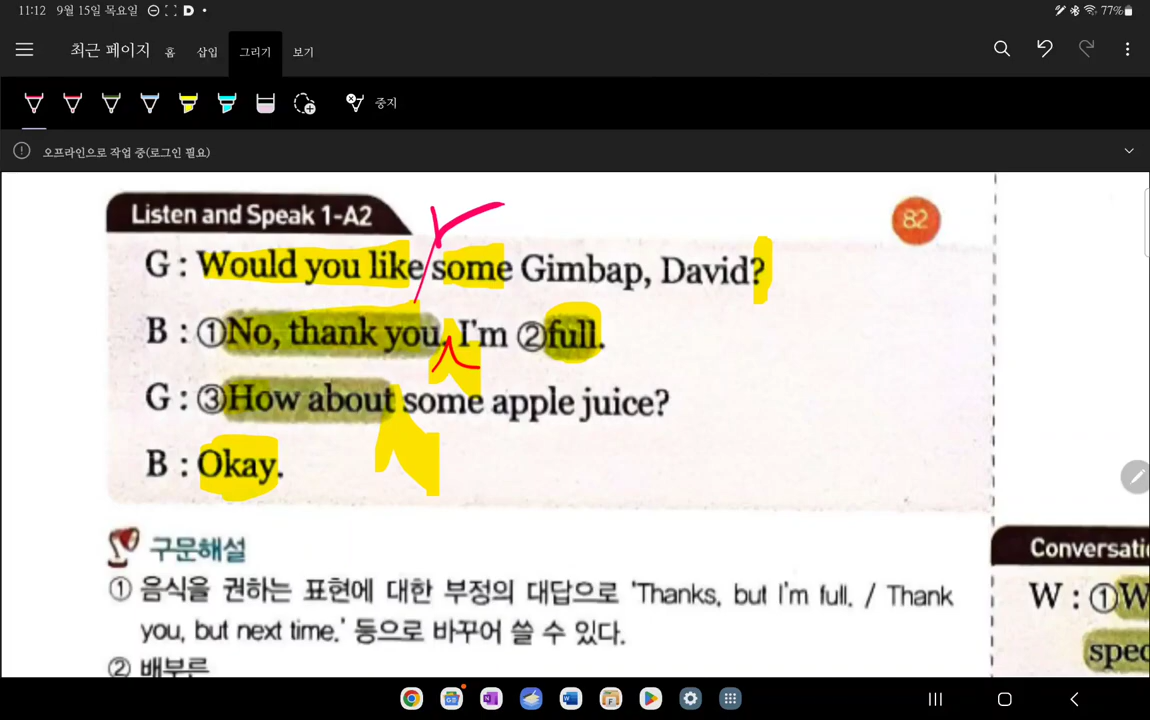 11:12 9월 15일 목요일
77%
최근 페이지 홈 삽입 그리기 보기
중지
오프라인으로 작업 중(로그인 필요)
Listen and Speak 1-A2
82
G : Would you like some Gimbap, David?
B : ①No, thank you. I'm ②full.
G : ③How about some apple juice?
B : Okay.
구문해설
① 음식을 권하는 표현에 대한 부정의 대답으로 'Thanks, but I'm full. / Thank
you, but next time.' 등으로 바꾸어 쓸 수 있다.
② 배부른
Conversati
W : ①W
spec